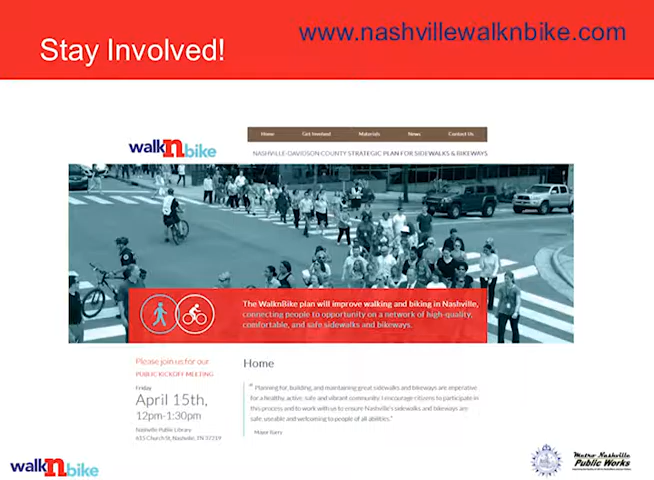 www.nashvillewalknbike.com
Stay Involved!
Home Get Involved Materials News Contact Us
walknbike
NASHVILLE-DAVIDSON COUNTY STRATEGIC PLAN FOR SIDEWALKS & BIKEWAYS
The WalknBike plan will improve walking and biking in Nashville,
connecting people to opportunity on a network of high-quality,
comfortable, and safe sidewalks and bikeways.
Please join us for our
PUBLIC KICKOFF MEETING
Friday
April 15th,
12pm-1:30pm
Nashville Public Library
615 Church St, Nashville, TN 37219
Home
" Planning for, building, and maintaining great sidewalks and bikeways are imperative
for a healthy, active, safe and vibrant community. I encourage citizens to participate in
this process and to work with us to ensure Nashville's sidewalks and bikeways are
safe, useable and welcoming to people of all abilities."
Mayor Barry
walknbike
Metro Nashville
Public Works